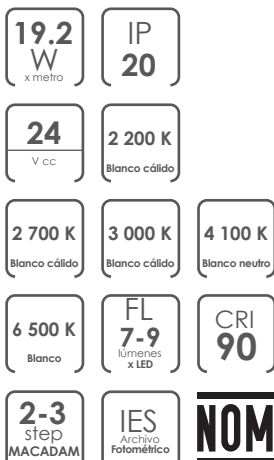 19.2
W
x metro
IP
20
24
V cc
2 200 K
Blanco cálido
2 700 K
Blanco cálido
3 000 K
Blanco cálido
4 100 K
Blanco neutro
6 500 K
Blanco
FL
7-9
lúmenes
x LED
CRI
90
2-3
step
MACADAM
IES
Archivo
Fotométrico
NOM